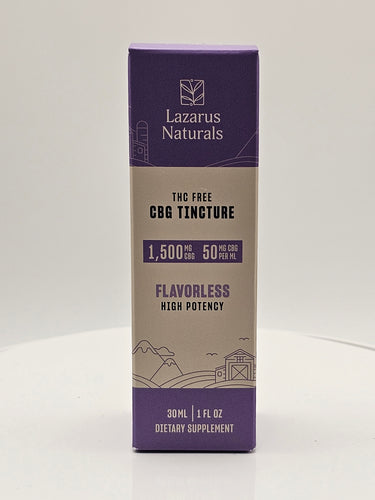 Lazarus
Naturals
THC FREE
CBG TINCTURE
1,500 MG CBG 50 MG CBG PER ML
FLAVORLESS
HIGH POTENCY
30ML | 1 FL OZ
DIETARY SUPPLEMENT